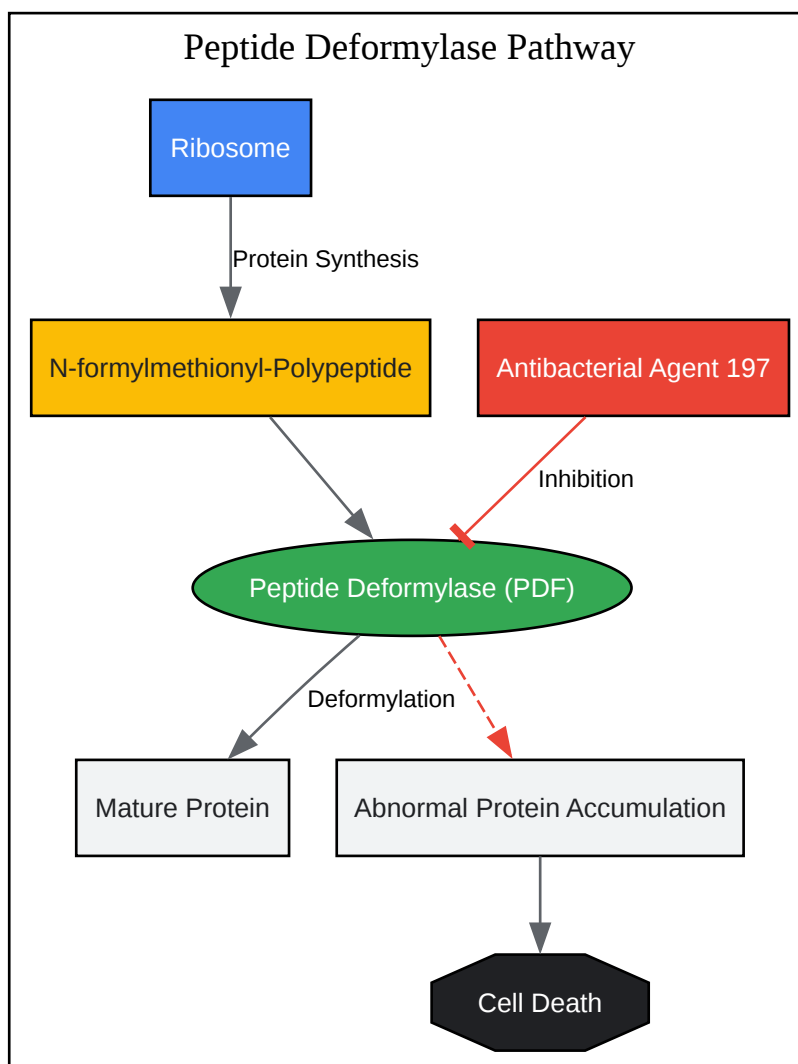 Peptide Deformylase Pathway
Ribosome
Protein Synthesis
N-formylmethionyl-Polypeptide
Antibacterial Agent 197
Inhibition
Peptide Deformylase (PDF)
Deformylation
Mature Protein
Abnormal Protein Accumulation
Cell Death